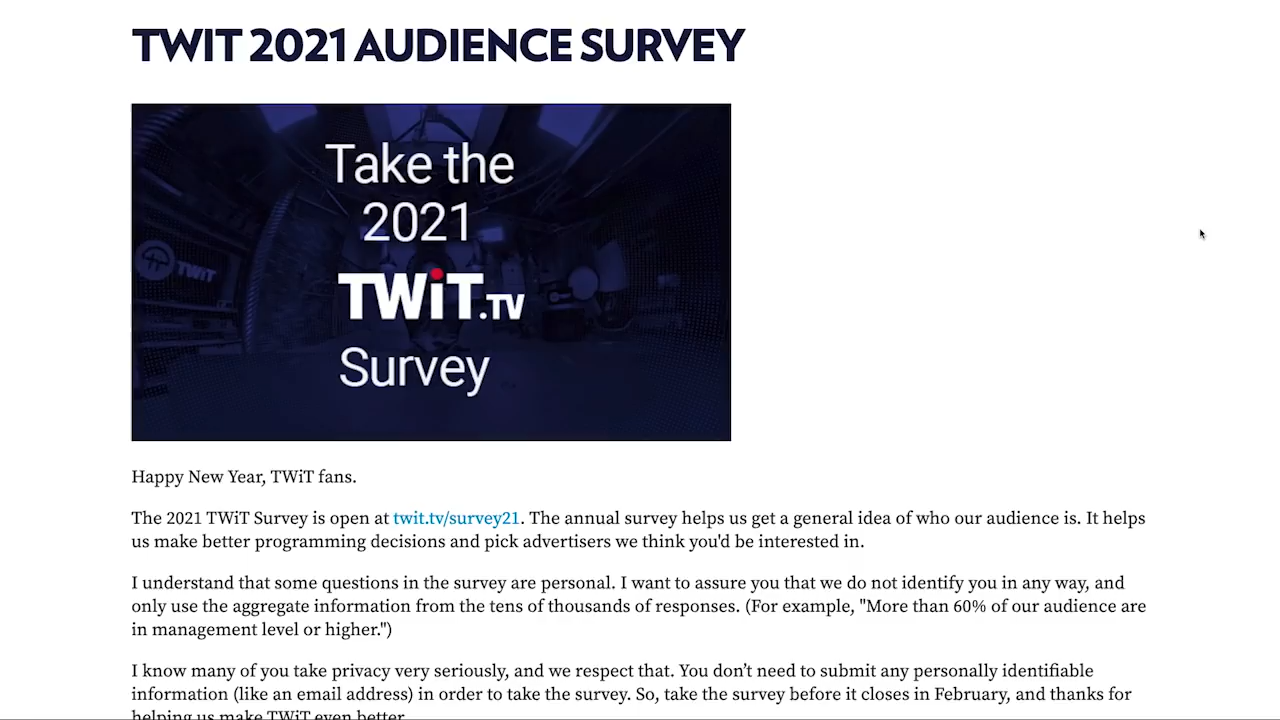 TWIT 2021 AUDIENCE SURVEY
Take the
2021
TWiT.TV
Survey
TWiT
Happy New Year, TWiT fans.
The 2021 TWiT Survey is open at twit.tv/survey21. The annual survey helps us get a general idea of who our audience is. It helps
us make better programming decisions and pick advertisers we think you'd be interested in.
I understand that some questions in the survey are personal. I want to assure you that we do not identify you in any way, and
only use the aggregate information from the tens of thousands of responses. (For example, "More than 60% of our audience are
in management level or higher.")
I know many of you take privacy very seriously, and we respect that. You don’t need to submit any personally identifiable
information (like an email address) in order to take the survey. So, take the survey before it closes in February, and thanks for
helping us make TWiT even better.